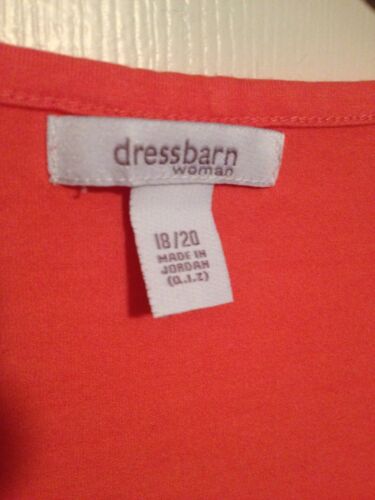 dressbarn
woman
18/20
MADE IN
JORDAN
(Q.I.Z)